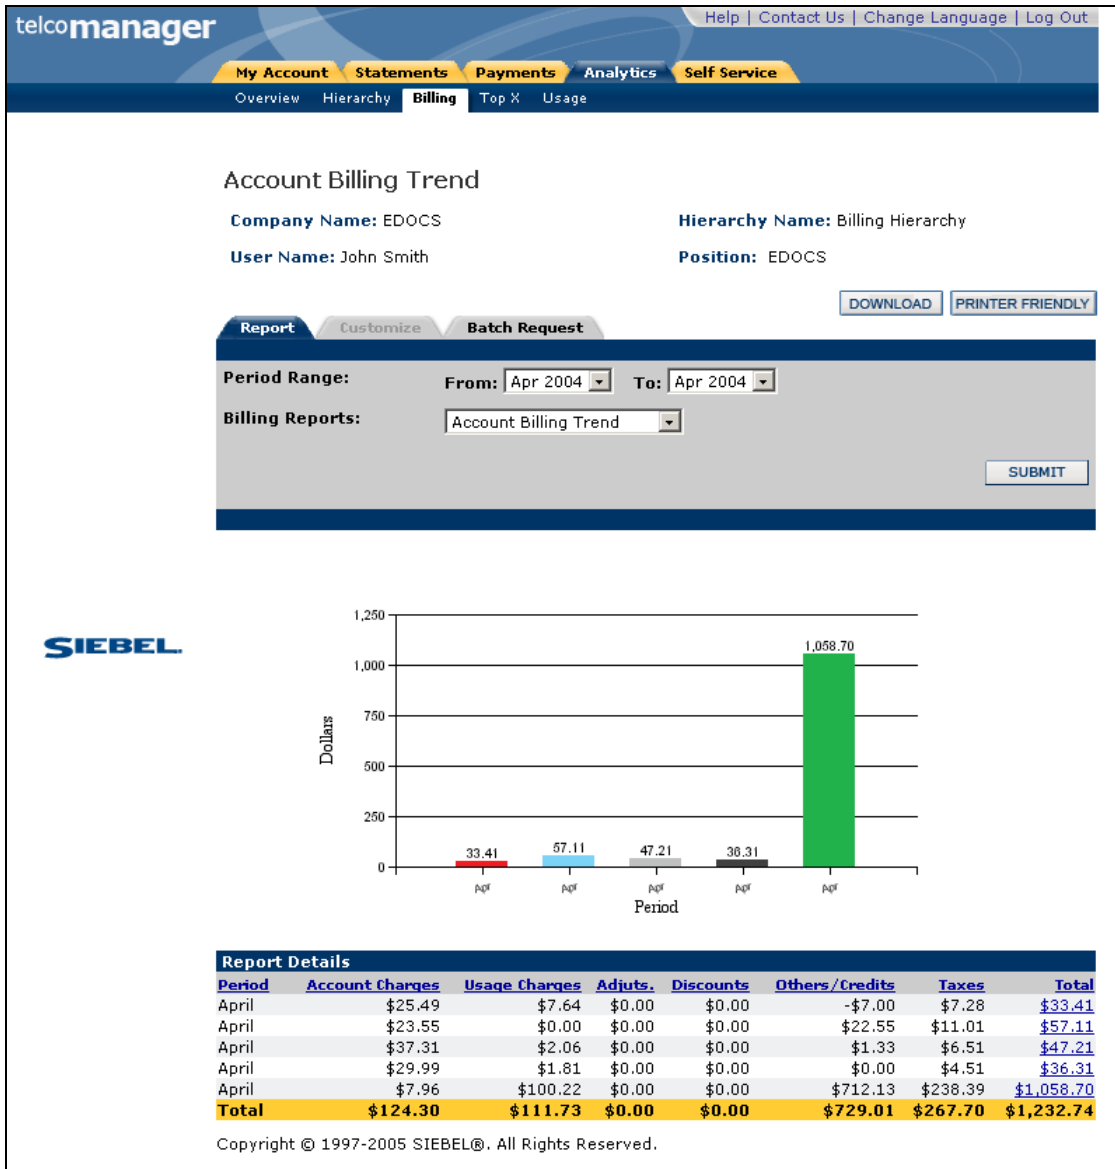 telcomanager
Help | Contact Us | Change Language | Log Out
My Account Statements Payments Analytics Self Service
Overview Hierarchy Billing Top X Usage
Account Billing Trend
Company Name: EDOCS Hierarchy Name: Billing Hierarchy
User Name: John Smith Position: EDOCS
DOWNLOAD PRINTER FRIENDLY
Report Customize Batch Request
Period Range: From: Apr 2004 To: Apr 2004
Billing Reports: Account Billing Trend
SUBMIT
SIEBEL.
1,250
1,000
750
500
250
0
Dollars
33.41 57.11 47.21 36.31 1,058.70
Apr Apr Apr Apr Apr
Period
Report Details
Period Account Charges Usage Charges Adjuts. Discounts Others/Credits Taxes Total
April $25.49 $7.64 $0.00 $0.00 -$7.00 $7.28 $33.41
April $23.55 $0.00 $0.00 $0.00 $22.55 $11.01 $57.11
April $37.31 $2.06 $0.00 $0.00 $1.33 $6.51 $47.21
April $29.99 $1.81 $0.00 $0.00 $0.00 $4.51 $36.31
April $7.96 $100.22 $0.00 $0.00 $712.13 $238.39 $1,058.70
Total $124.30 $111.73 $0.00 $0.00 $729.01 $267.70 $1,232.74
Copyright © 1997-2005 SIEBEL®. All Rights Reserved.